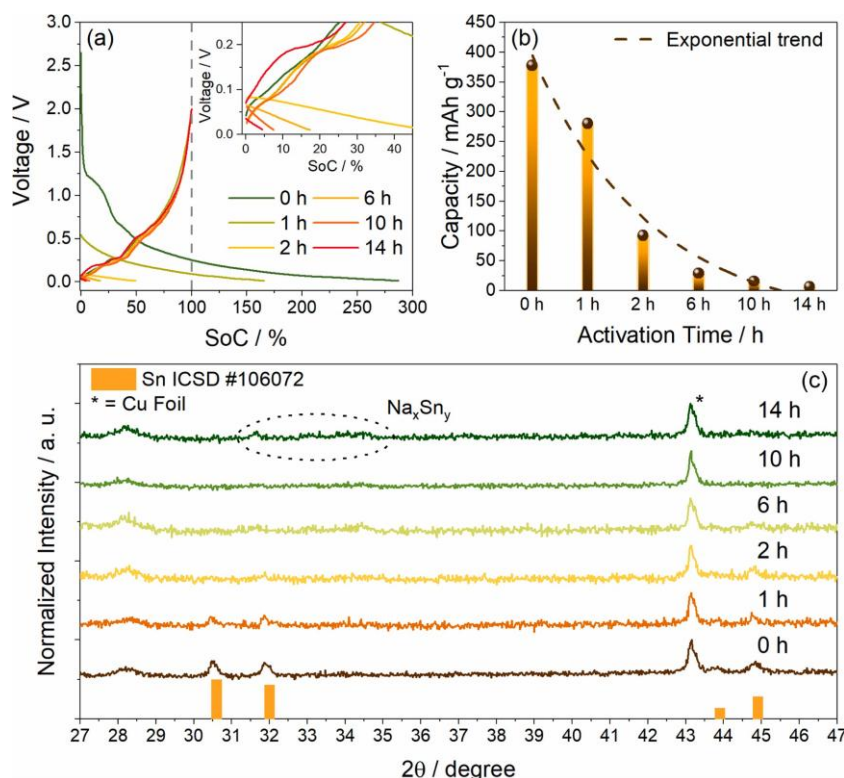 (a)
Voltage / V
3.0
2.5
2.0
1.5
1.0
0.5
0.0
0 50 100 150 200 250 300
SoC / %
Voltage / V
0.2
0.1
0.0
0 10 20 30 40
SoC / %
0 h 6 h
1 h 10 h
2 h 14 h
(b)
Exponential trend
Capacity / mAh g⁻¹
450
400
350
300
250
200
150
100
50
0
0 h 1 h 2 h 6 h 10 h 14 h
Activation Time / h
(c)
Sn ICSD #106072
* = Cu Foil
NaxSny
*
14 h
10 h
6 h
2 h
1 h
0 h
Normalized Intensity / a. u.
27 28 29 30 31 32 33 34 35 36 37 38 39 40 41 42 43 44 45 46 47
2θ / degree